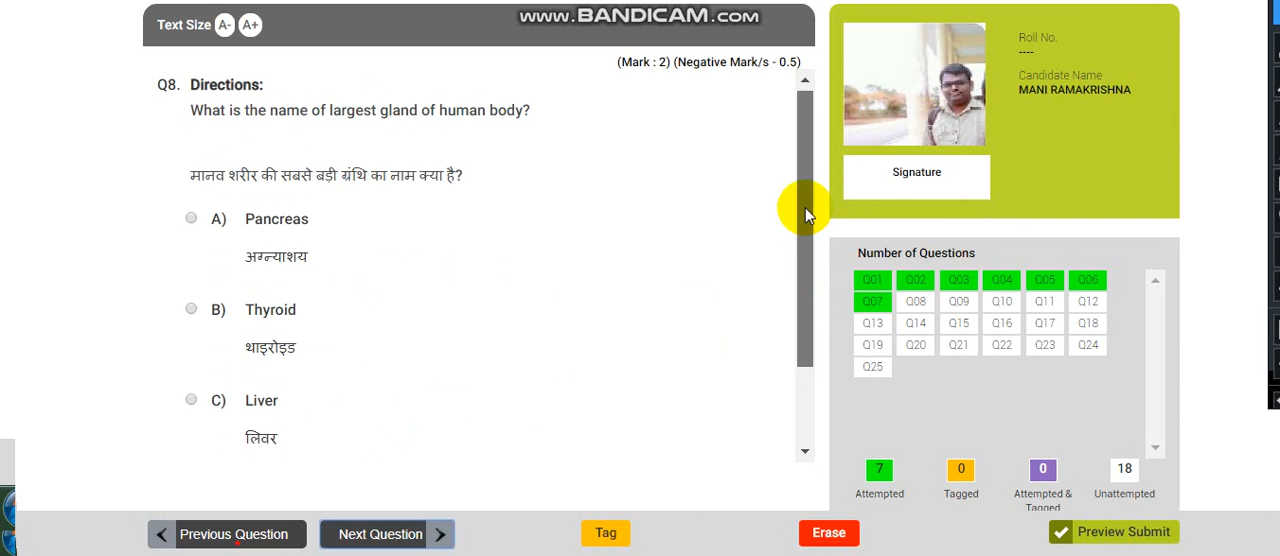 www.BANDICAM.com
Text Size A- A+
(Mark : 2) (Negative Mark/s - 0.5)
Q8. Directions:
What is the name of largest gland of human body?
मानव शरीर की सबसे बड़ी ग्रंथि का नाम क्या है?
A) Pancreas
अग्न्याशय
B) Thyroid
थाइरोइड
C) Liver
लिवर
Roll No.
----
Candidate Name
MANI RAMAKRISHNA
Signature
Number of Questions
Q01 Q02 Q03 Q04 Q05 Q06
Q07 Q08 Q09 Q10 Q11 Q12
Q13 Q14 Q15 Q16 Q17 Q18
Q19 Q20 Q21 Q22 Q23 Q24
Q25
7 0 0 18
Attempted Tagged Attempted & Unattempted
Tagged
Previous Question Next Question Tag Erase Preview Submit